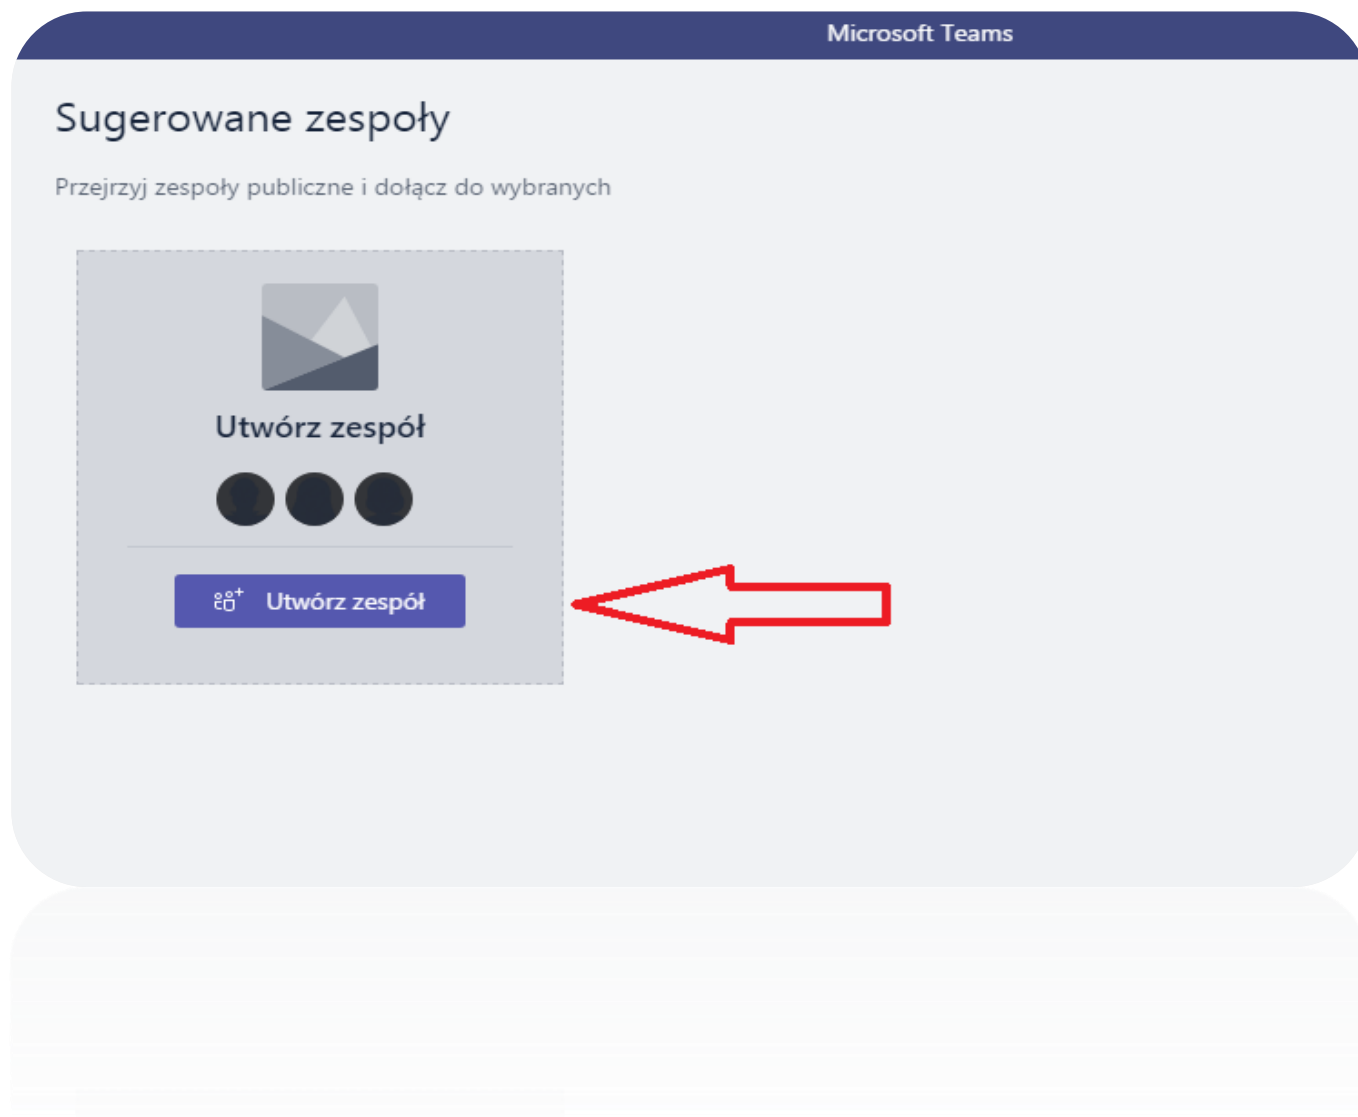 Microsoft Teams
Sugerowane zespoły
Przejrzyj zespoły publiczne i dołącz do wybranych
Utwórz zespół
Utwórz zespół